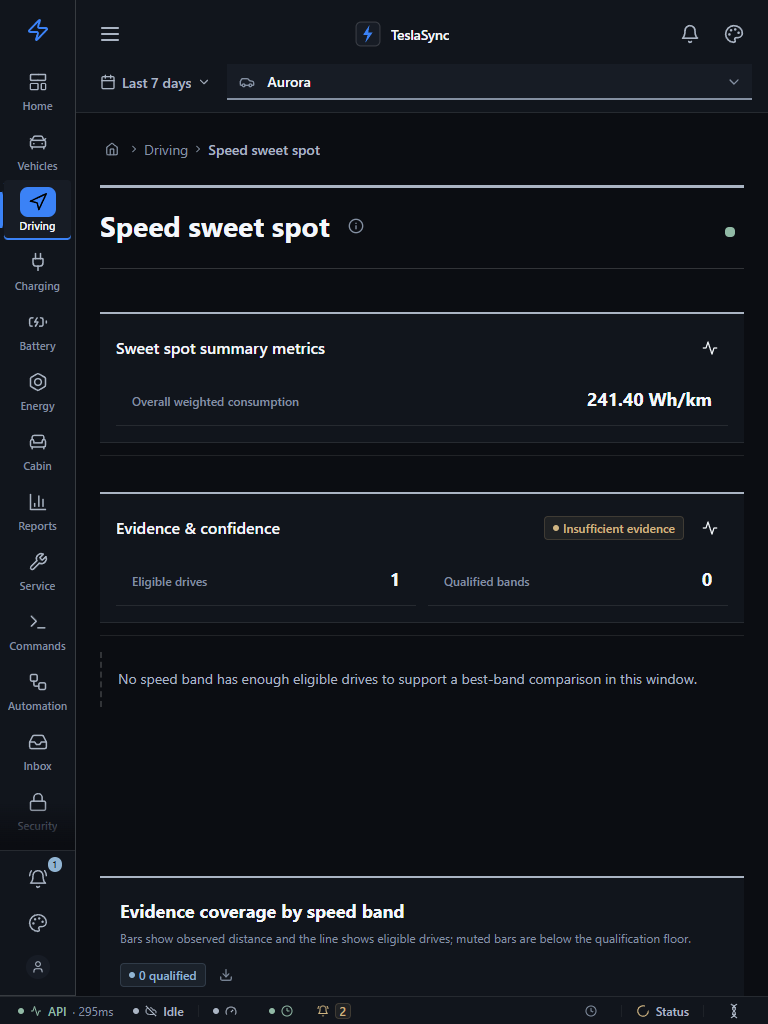 TeslaSync
Last 7 days
Aurora
Home
Vehicles
Driving
Charging
Battery
Energy
Cabin
Reports
Service
Commands
Automation
Inbox
Security
1
Driving
Speed sweet spot
Speed sweet spot
Sweet spot summary metrics
Overall weighted consumption
241.40 Wh/km
Evidence & confidence
Insufficient evidence
Eligible drives
1
Qualified bands
0
No speed band has enough eligible drives to support a best-band comparison in this window.
Evidence coverage by speed band
Bars show observed distance and the line shows eligible drives; muted bars are below the qualification floor.
0 qualified
API · 295ms
Idle
2
Status